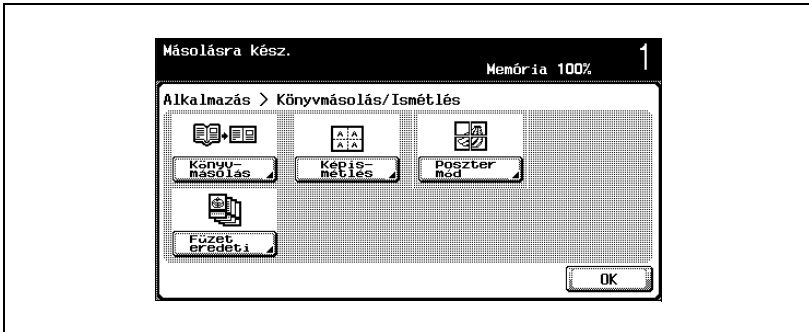 Másolásra kész.
Memória 100%
1
Alkalmazás > Könyvmásolás/Ismétlés
Könyv-
másolás
Képis-
métlés
Poszter
mód
Füzet
eredeti
OK